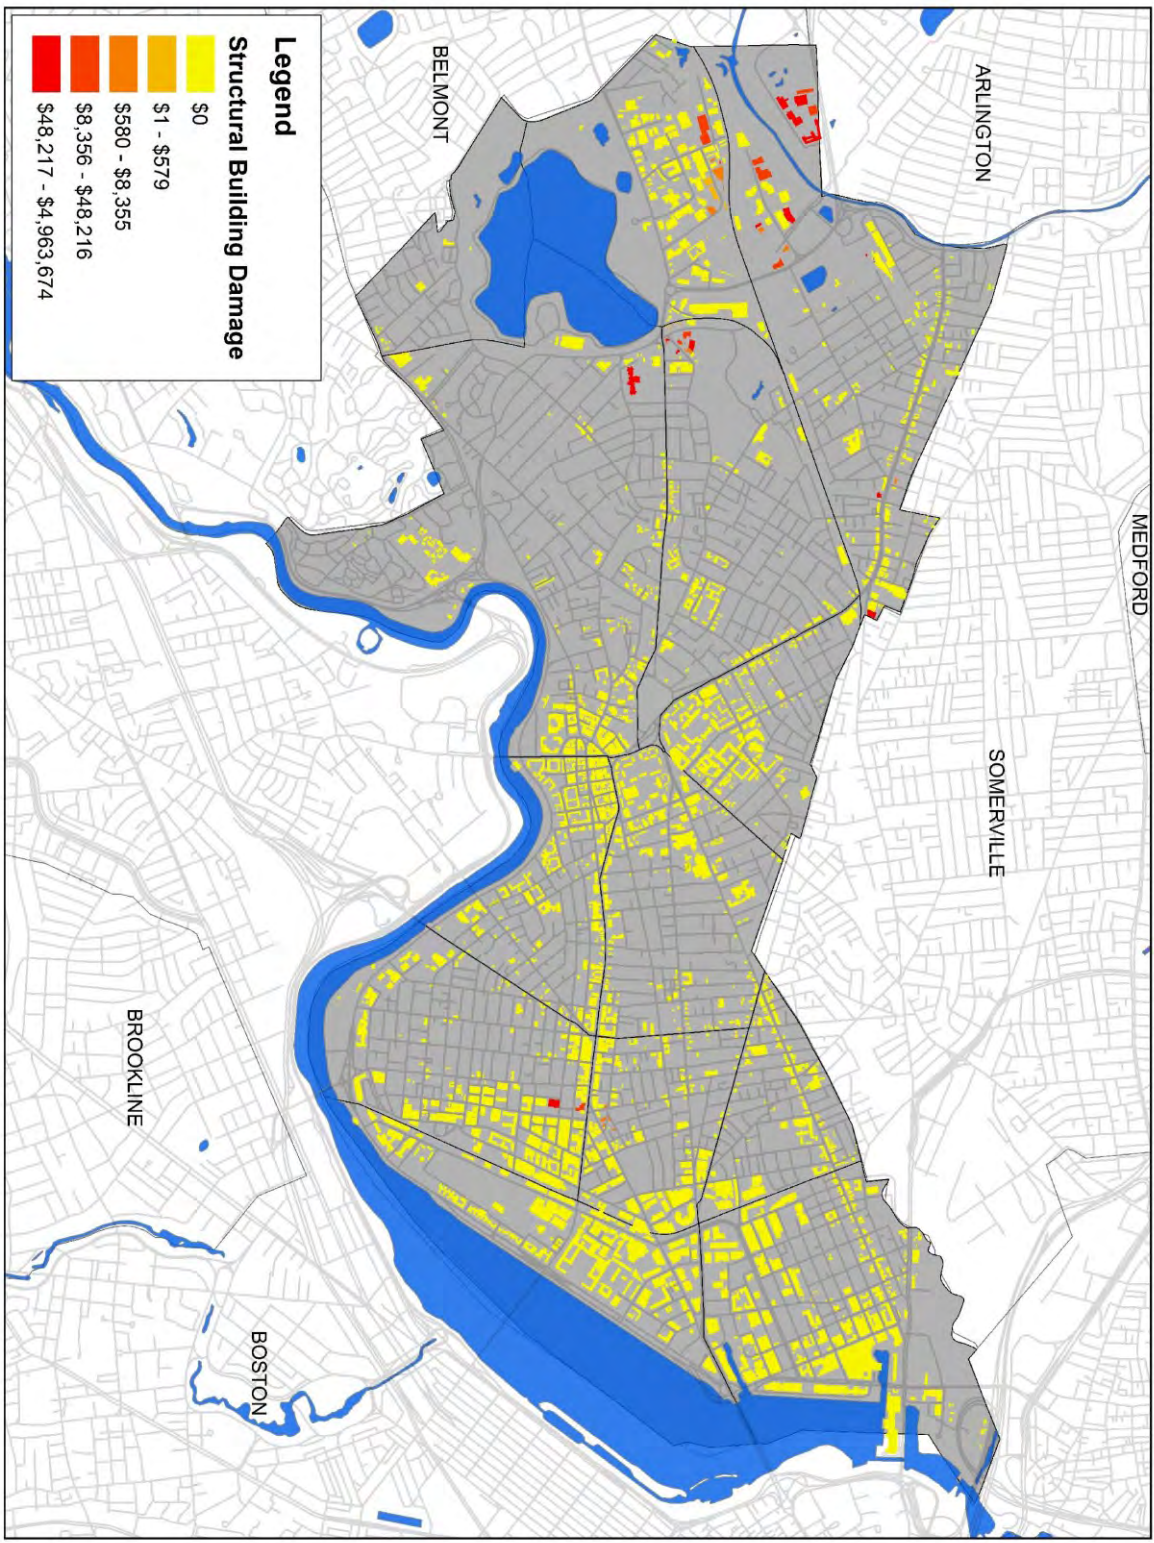 ARLINGTON
MEDFORD
SOMERVILLE
BELMONT
BROOKLINE
BOSTON
Legend
Structural Building Damage
$0
$1 - $579
$580 - $8,355
$8,356 - $48,216
$48,217 - $4,963,674